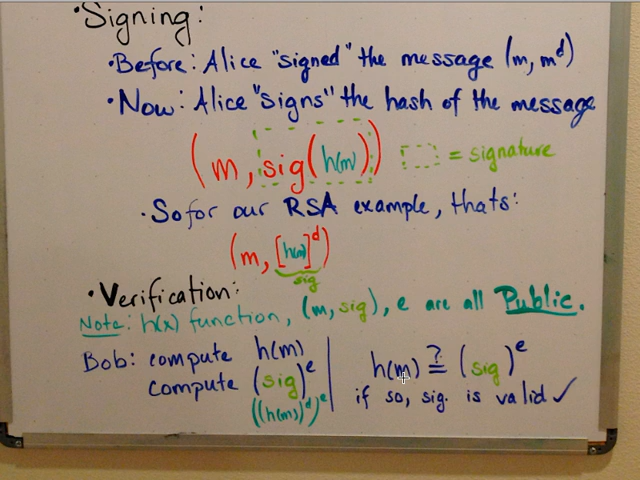 • Signing:
• Before: Alice "signed" the message (m, m^d)
• Now: Alice "signs" the hash of the message
(m, sig(h(m))) = signature
• So for our RSA example, thats:
(m, [h(m)]^d)
sig
• Verification:
Note: h(x) function, (m, sig), e are all Public.
Bob: compute h(m)
compute (sig)^e
((h(m))^d)^e
h(m) ≟ (sig)^e
if so, sig. is valid ✓